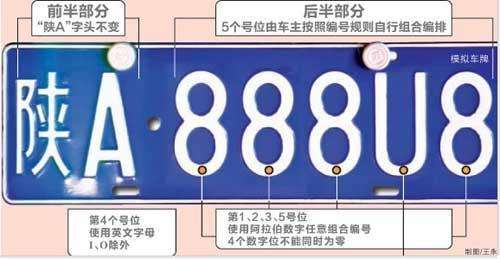 前半部分
“陕A”字头不变
后半部分
5个号位由车主按照编号规则自行组合编排
模拟车牌
陕A·888U8
第4个号位
使用英文字母
I、O除外
第1、2、3、5号位
使用阿拉伯数字任意组合编号
4个数字位不能同时为零
制图/王永